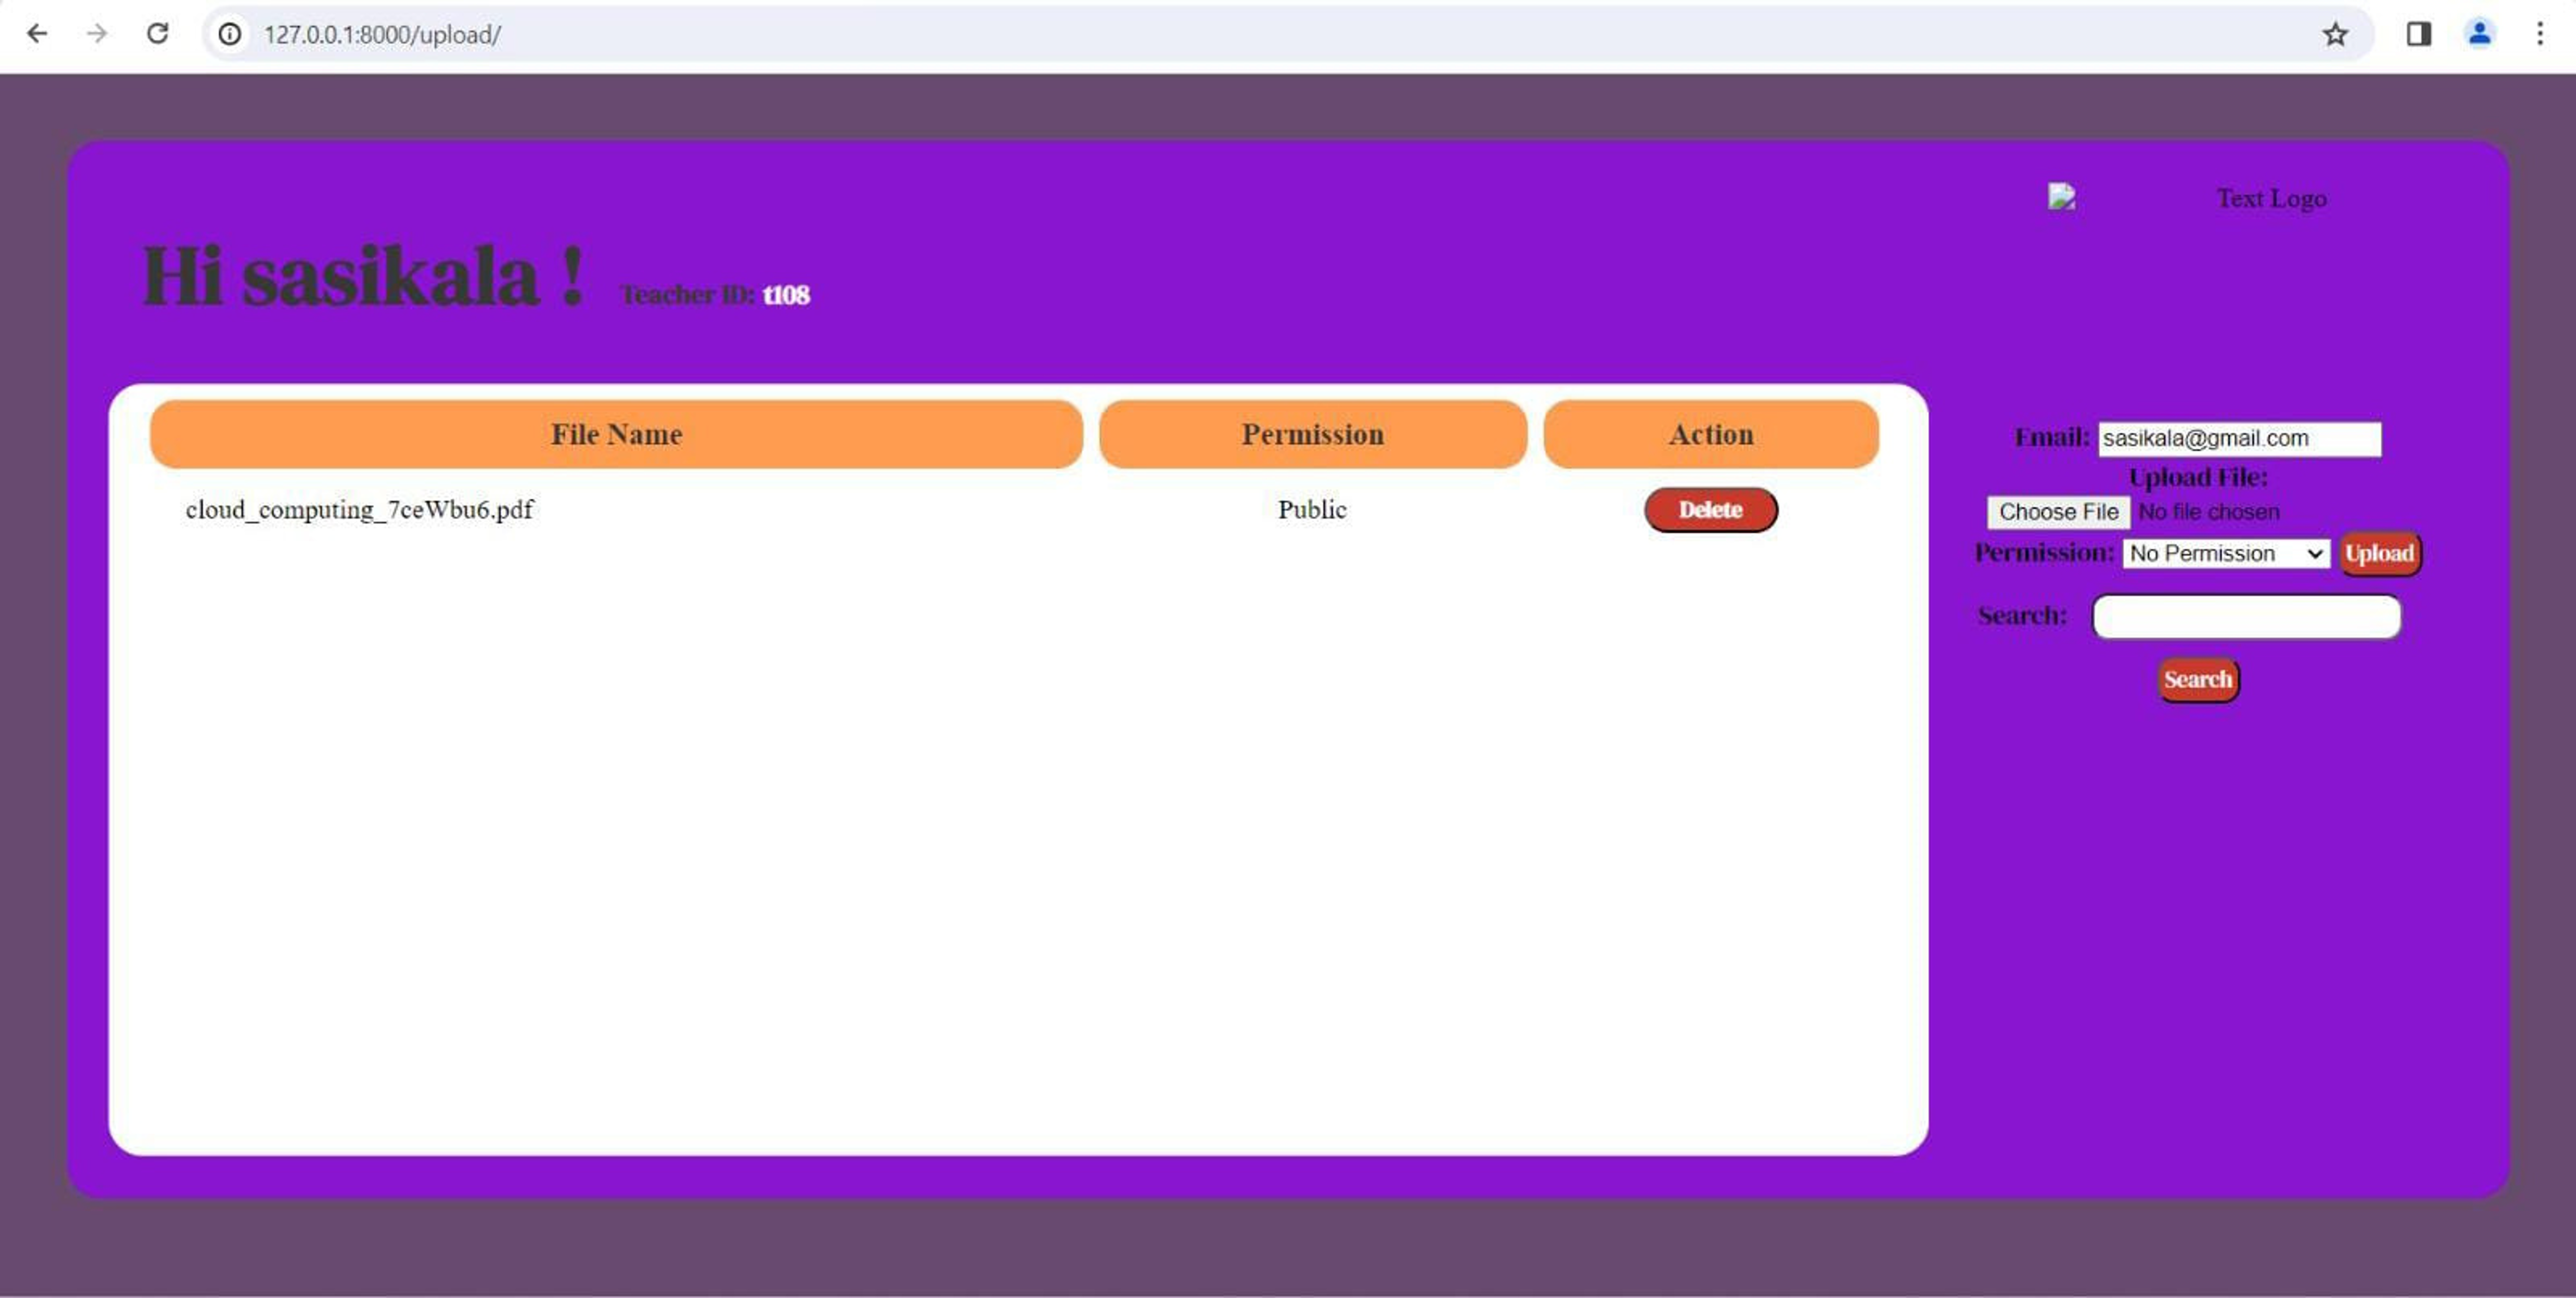 127.0.0.1:8000/upload/
Text Logo
Hi sasikala ! Teacher ID: t108
File Name Permission Action
cloud_computing_7ceWbu6.pdf Public Delete
Email: sasikala@gmail.com
Upload File:
Choose File No file chosen
Permission: No Permission Upload
Search:
Search